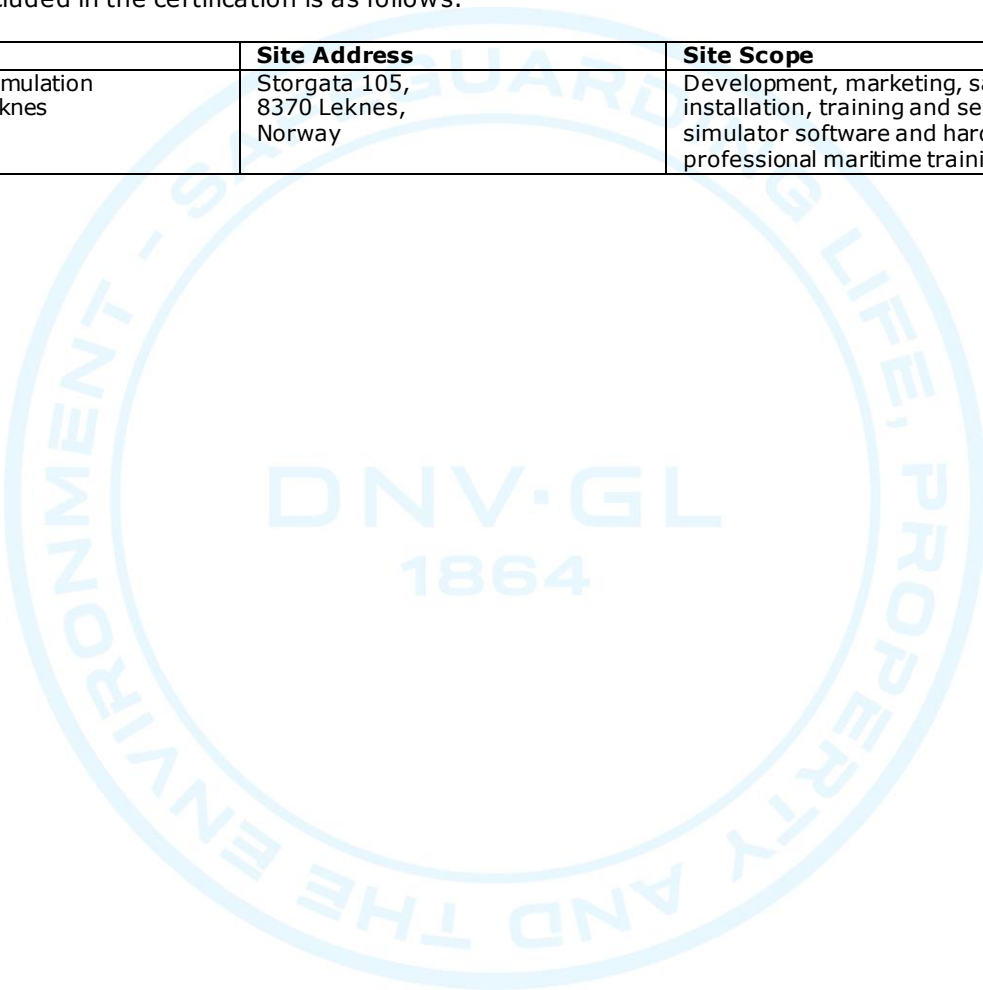 cluded in the certification is as follows:
Site Address
Site Scope
mulation
knes
Storgata 105,
8370 Leknes,
Norway
Development, marketing, sa
installation, training and se
simulator software and hard
professional maritime traini
SAFEGUARDING LIFE, PROPERTY AND THE ENVIRONMENT -
DNV·GL
1864